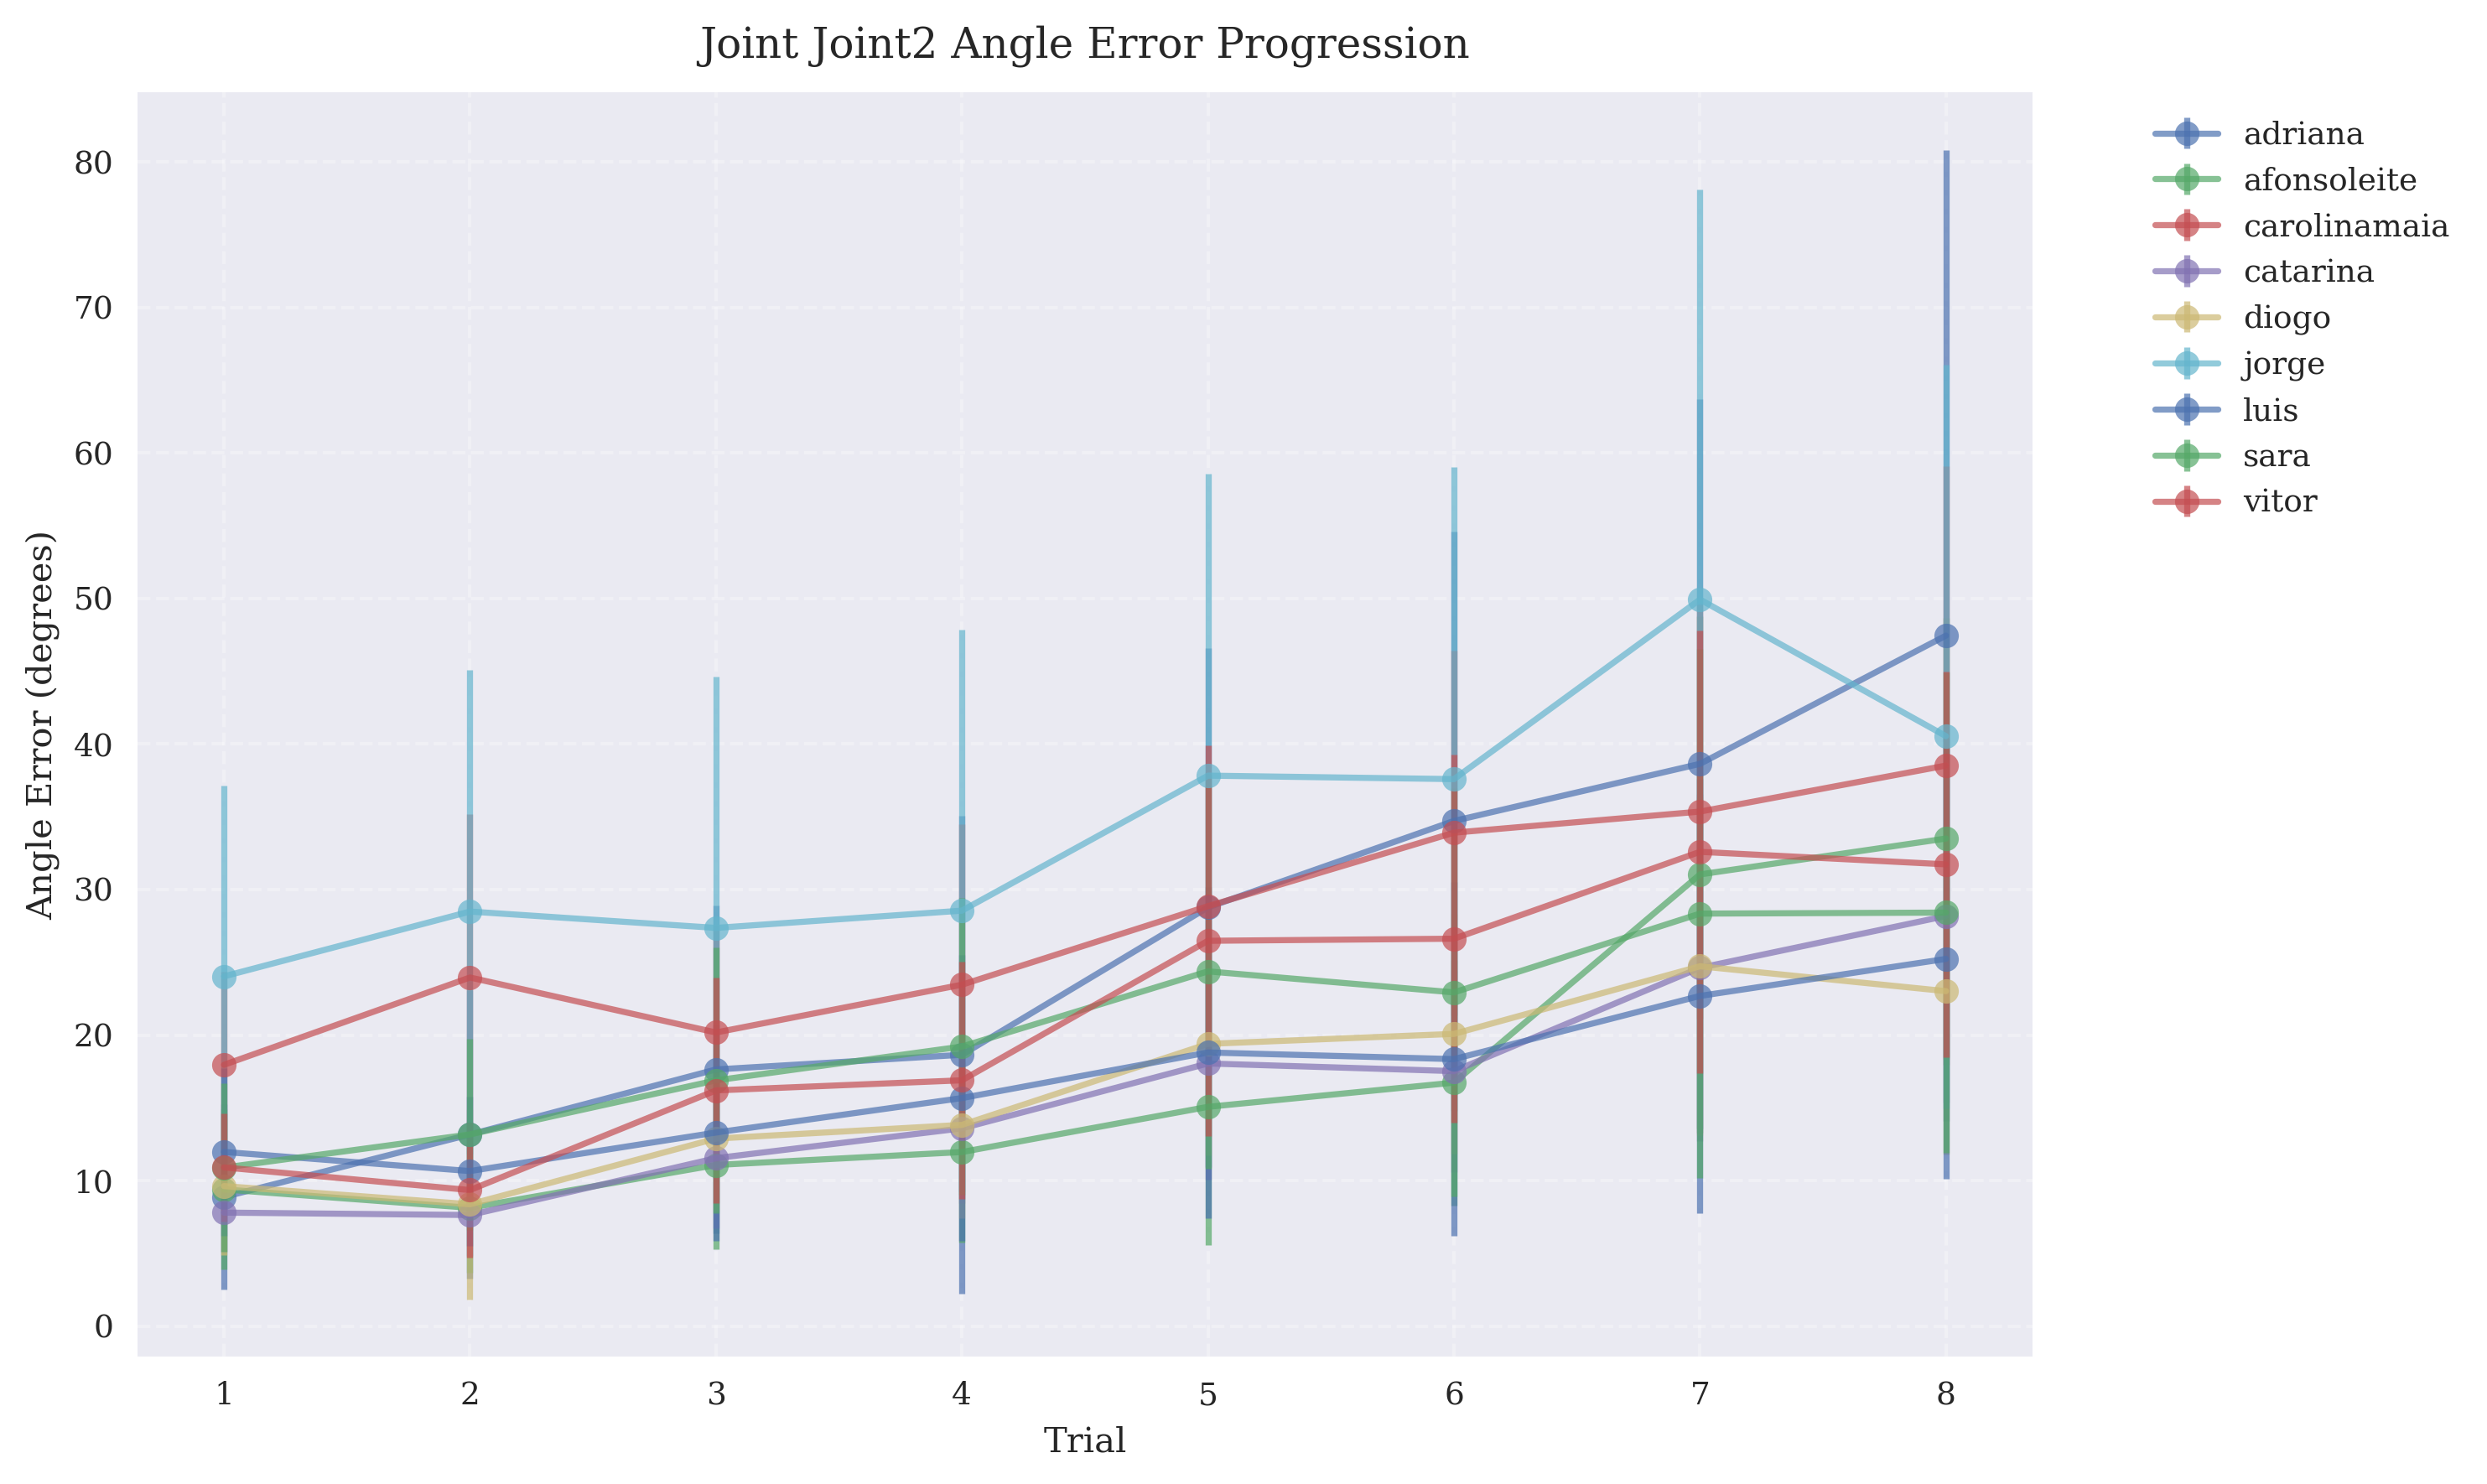 Joint Joint2 Angle Error Progression
80
70
60
50
40
30
20
10
0
Angle Error (degrees)
1 2 3 4 5 6 7 8
Trial
adriana
afonsoleite
carolinamaia
catarina
diogo
jorge
luis
sara
vitor